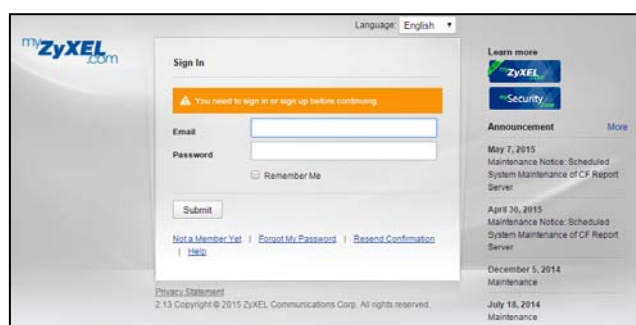 Language: English
myZyXEL.com
Sign In
You need to sign in or sign up before continuing.
Email
Password
Remember Me
Submit
Not a Member Yet | Forgot My Password | Resend Confirmation
| Help
Privacy Statement
2.13 Copyright © 2015 ZyXEL Communications Corp. All rights reserved.
Learn more
myZyXEL
mySecurity
Announcement More
May 7, 2015
Maintenance Notice: Scheduled
System Maintenance of CF Report
Server
April 30, 2015
Maintenance Notice: Scheduled
System Maintenance of CF Report
Server
December 5, 2014
Maintenance
July 18, 2014
Maintenance